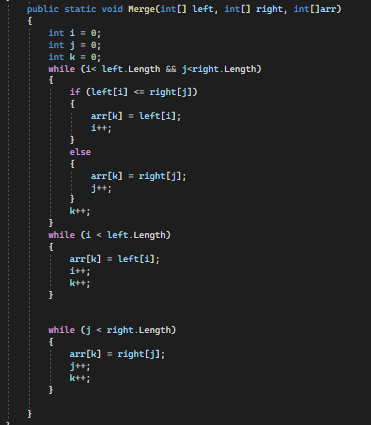 public static void Merge(int[] left, int[] right, int[]arr)
{
int i = 0;
int j = 0;
int k = 0;
while (i< left.Length && j<right.Length)
{
if (left[i] <= right[j])
{
arr[k] = left[i];
i++;
}
else
{
arr[k] = right[j];
j++;
}
k++;
}
while (i < left.Length)
{
arr[k] = left[i];
i++;
k++;
}
while (j < right.Length)
{
arr[k] = right[j];
j++;
k++;
}
}